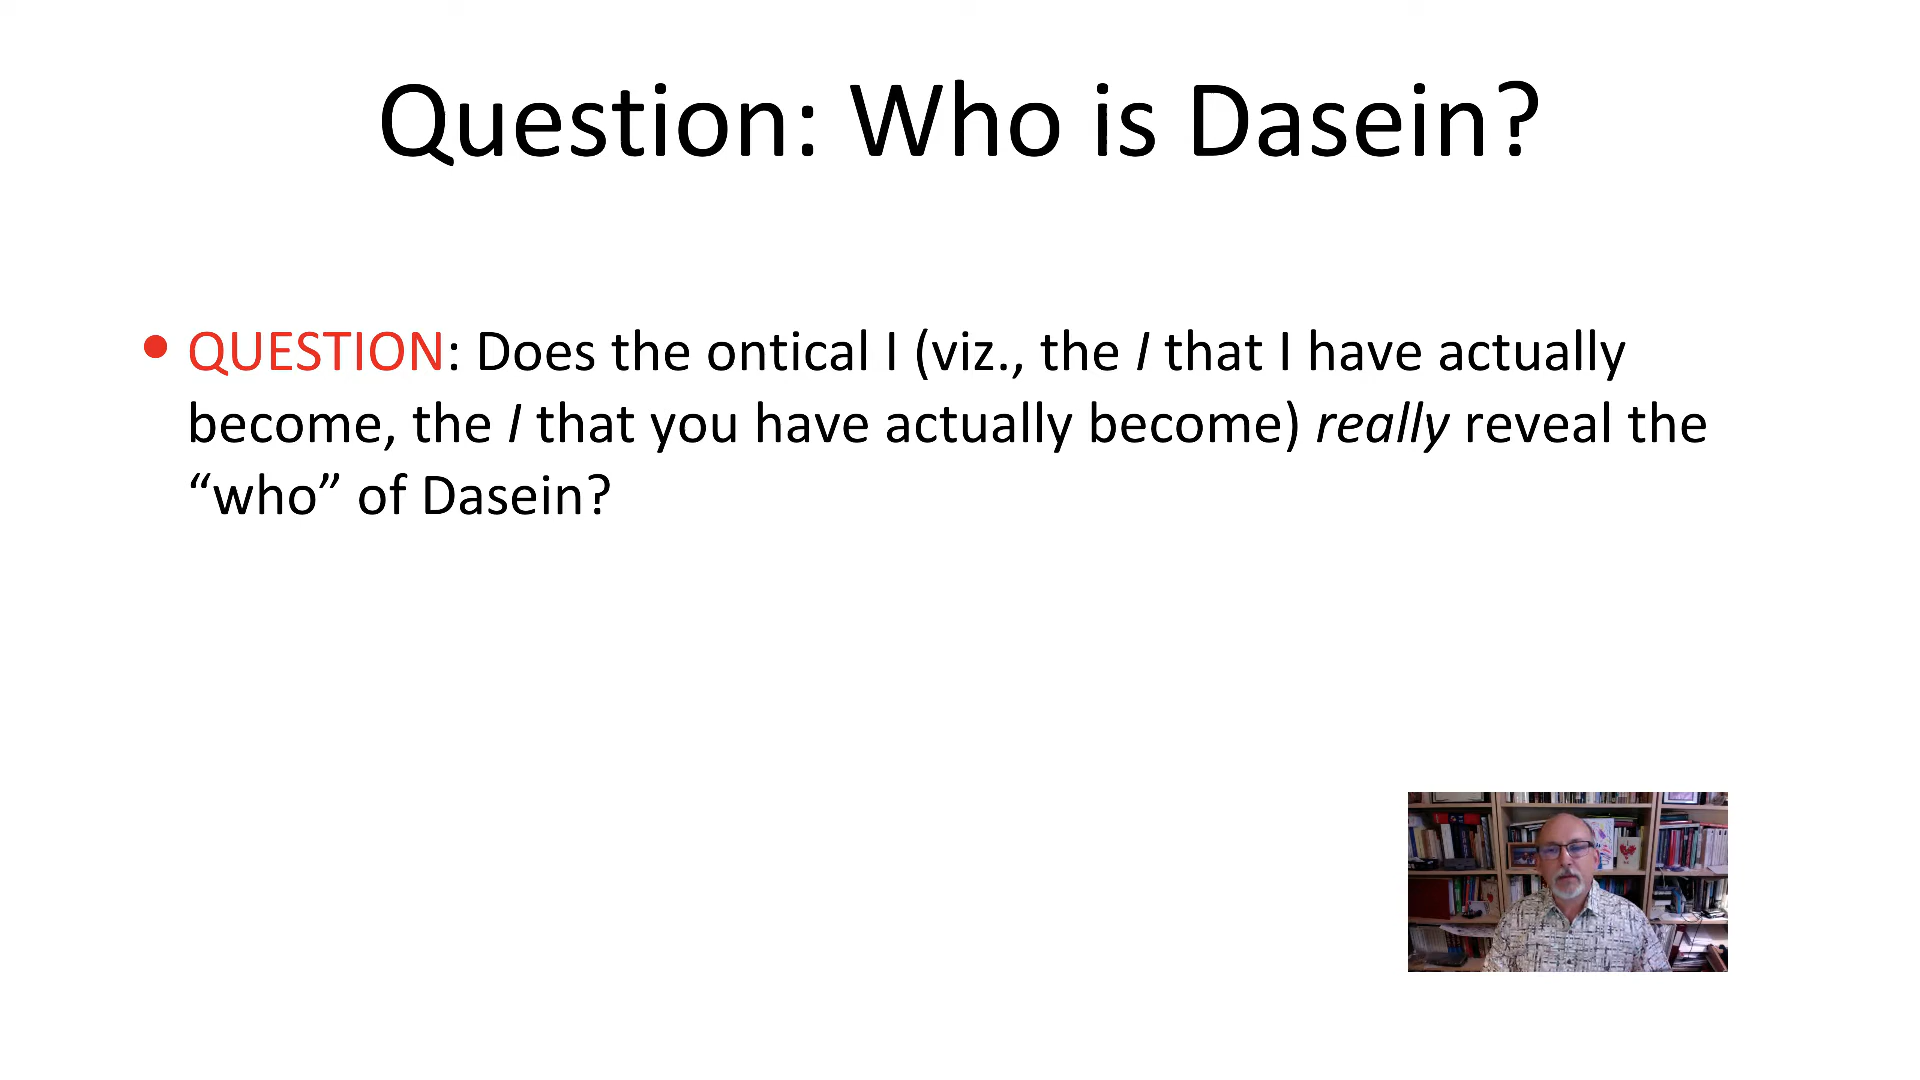 Question: Who is Dasein?
• QUESTION: Does the ontical I (viz., the I that I have actually
become, the I that you have actually become) really reveal the
“who” of Dasein?